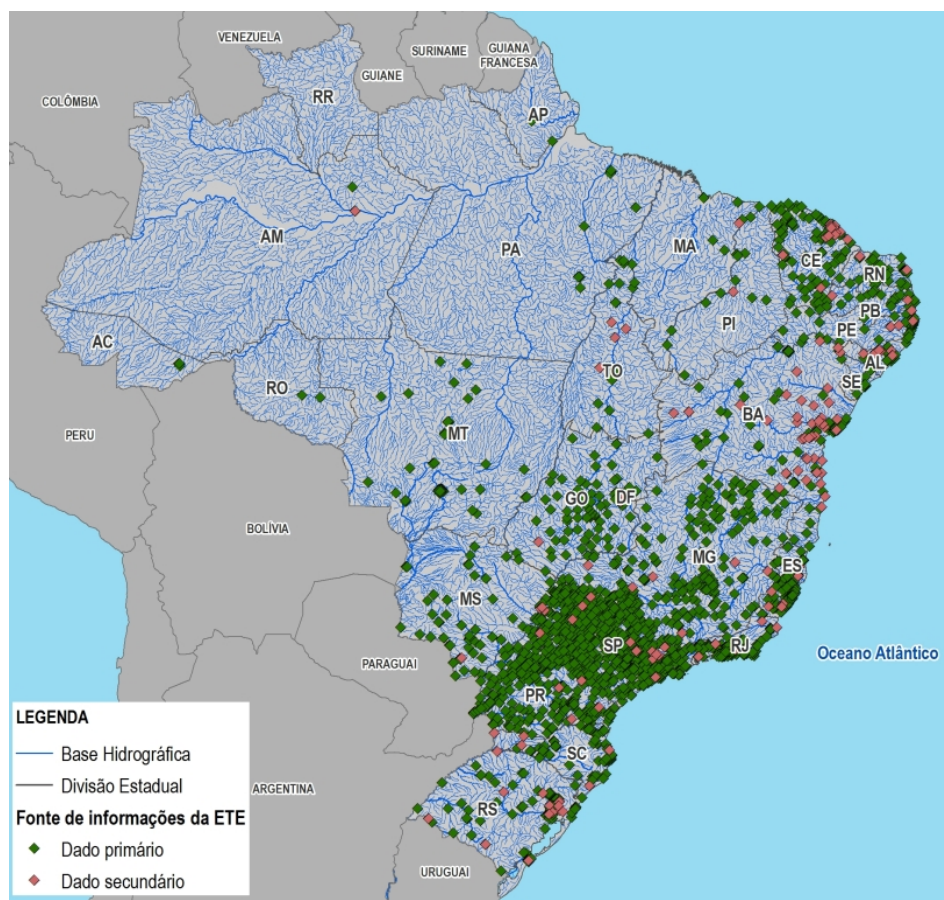 VENEZUELA
SURINAME
GUIANA
FRANCESA
GUIANE
COLÔMBIA
RR
AP
AM
PA
MA
CE
RN
PB
PI
PE
AL
AC
SE
RO
TO
BA
MT
PERU
GO
DF
BOLÍVIA
MG
ES
MS
SP
RJ
Oceano Atlântico
PARAGUAI
PR
SC
ARGENTINA
RS
URUGUAI
LEGENDA
Base Hidrográfica
Divisão Estadual
Fonte de informações da ETE
Dado primário
Dado secundário